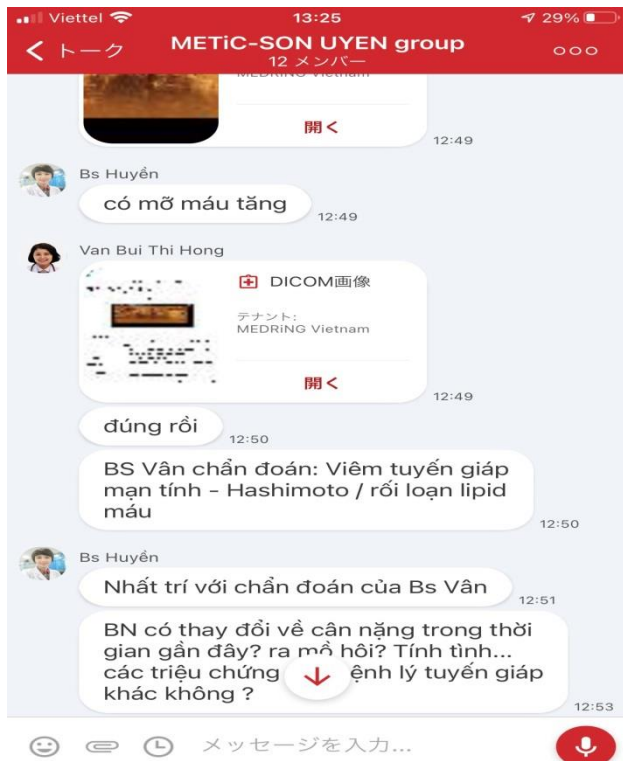 Viettel 13:25 29%
トーク METiC-SON UYEN group
12 メンバー
MEDRiNG Vietnam
開く
12:49
Bs Huyền
có mỡ máu tăng
12:49
Van Bui Thi Hong
DICOM画像
テナント:
MEDRiNG Vietnam
開く
12:49
đúng rồi
12:50
BS Vân chẩn đoán: Viêm tuyến giáp
mạn tính - Hashimoto / rối loạn lipid
máu
12:50
Bs Huyền
Nhất trí với chẩn đoán của Bs Vân
12:51
BN có thay đổi về cân nặng trong thời
gian gần đây? ra mồ hôi? Tính tình...
các triệu chứng ệnh lý tuyến giáp
khác không ?
12:53
メッセージを入力...